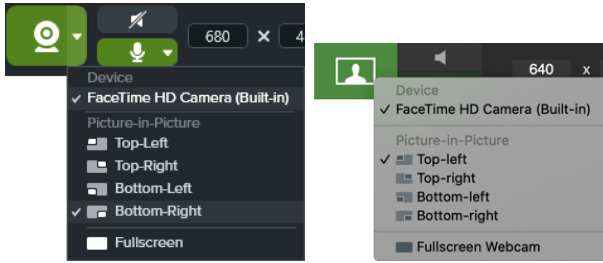 680 × 4
Device
✓ FaceTime HD Camera (Built-in)
Picture-in-Picture
Top-Left
Top-Right
Bottom-Left
✓ Bottom-Right
Fullscreen
640 x
Device
✓ FaceTime HD Camera (Built-in)
Picture-in-Picture
✓ Top-left
Top-right
Bottom-left
Bottom-right
Fullscreen Webcam